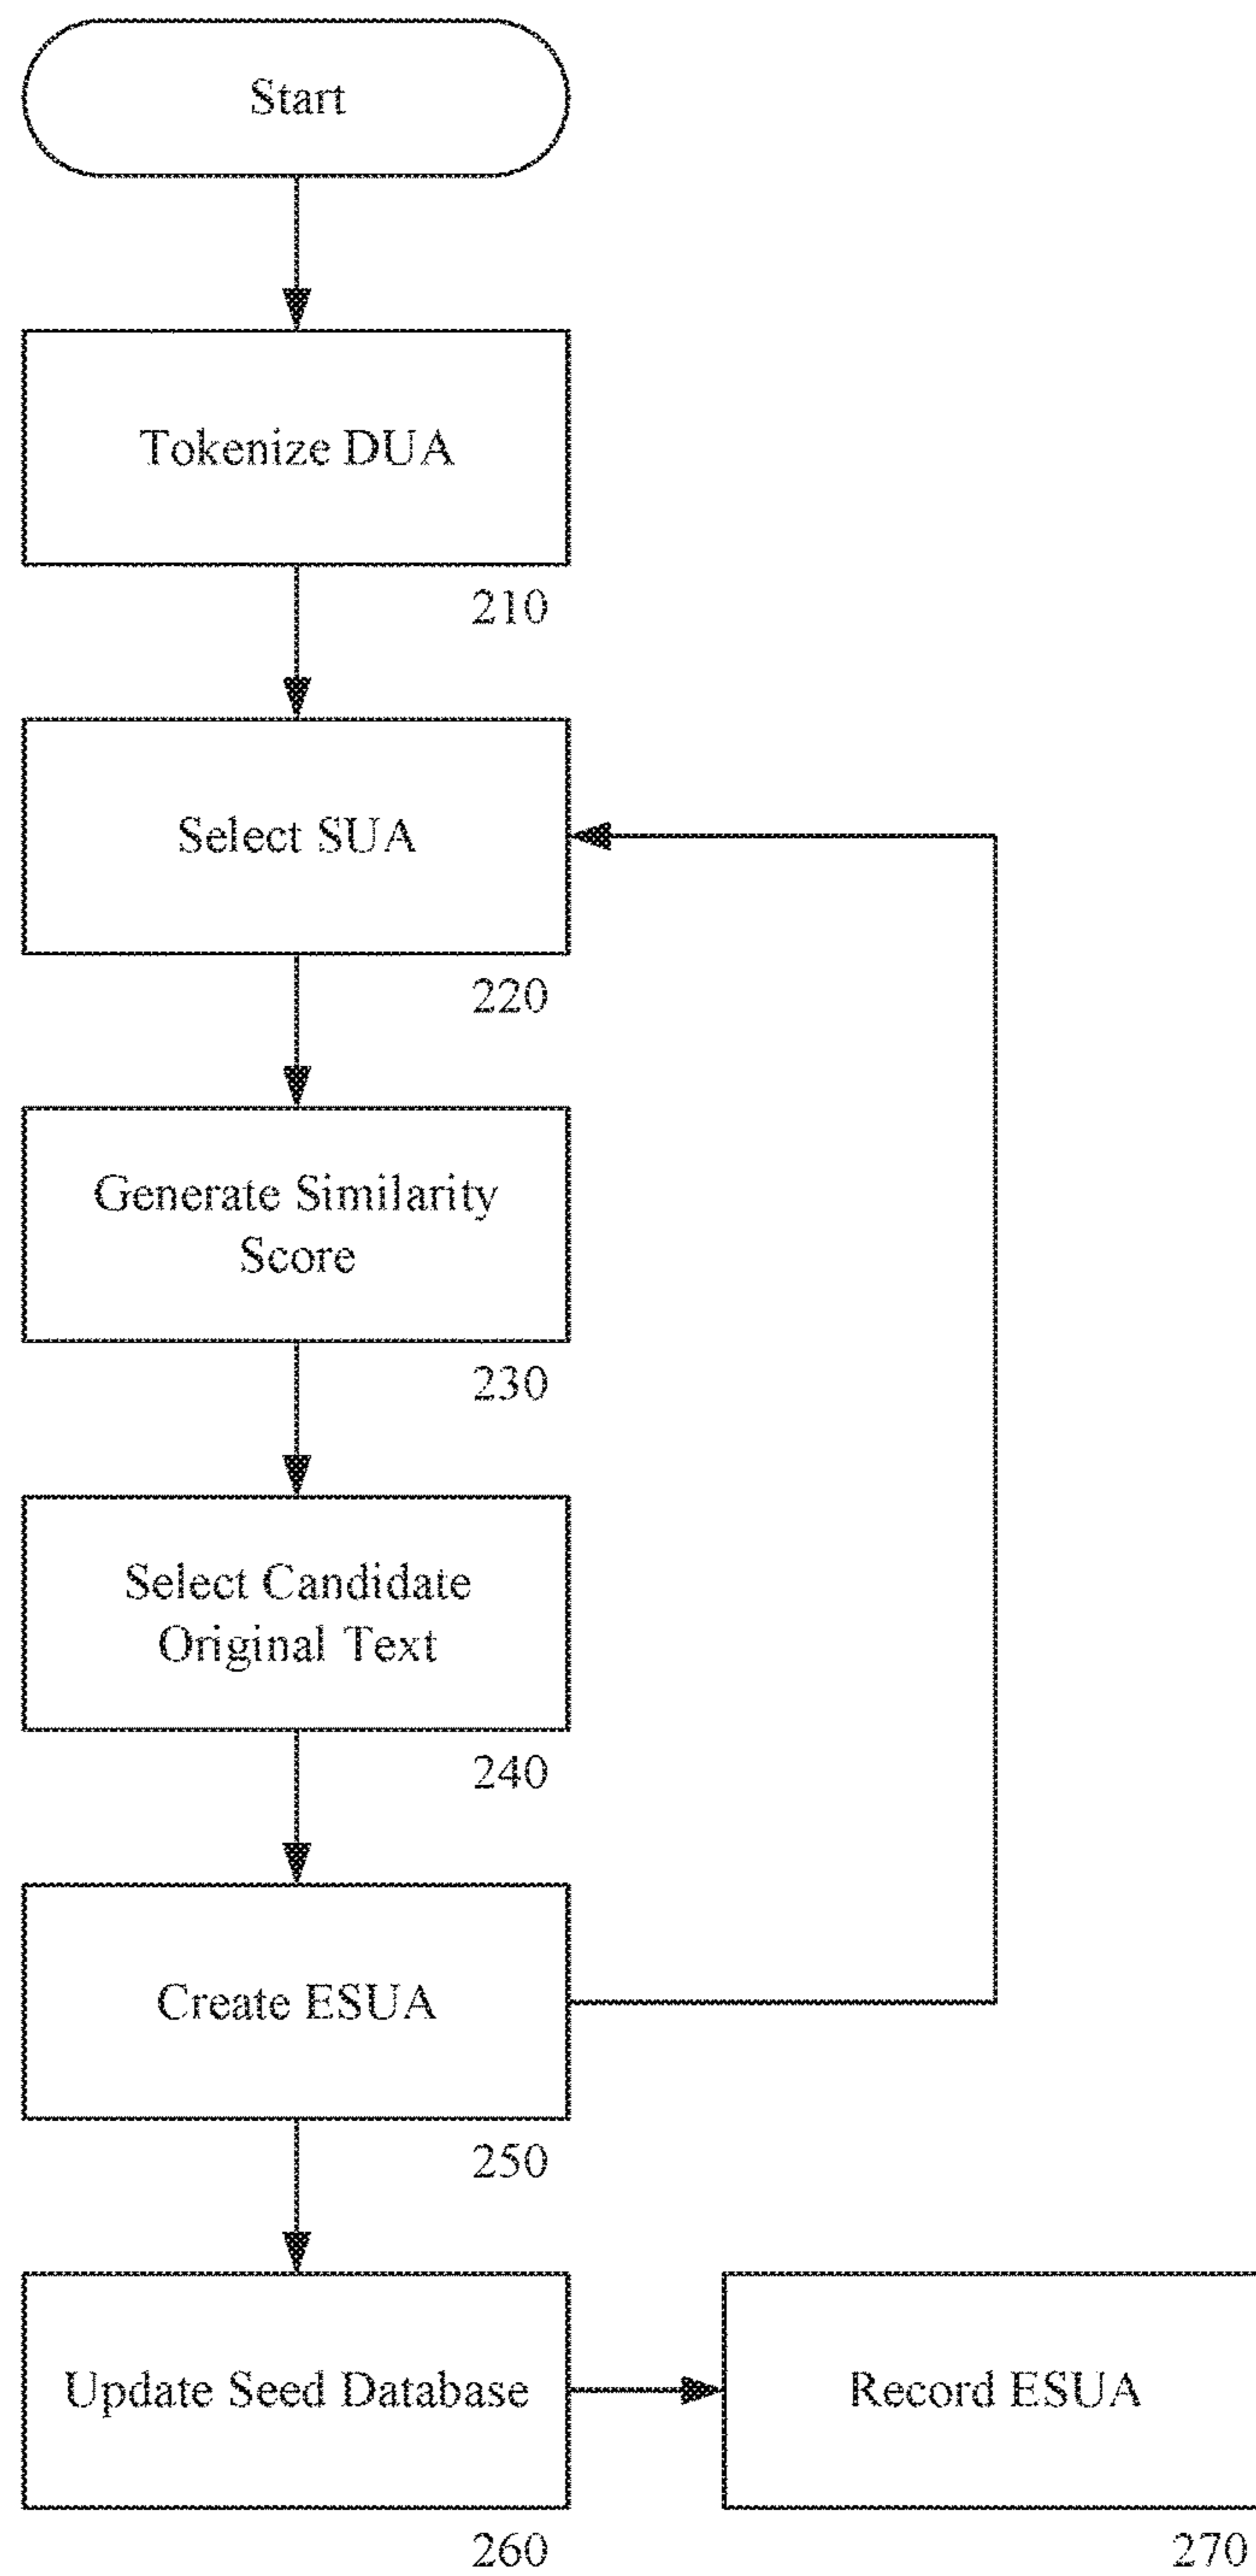 Start
Tokenize DUA
210
Select SUA
220
Generate Similarity
Score
230
Select Candidate
Original Text
240
Create ESUA
250
Update Seed Database
260
Record ESUA
270